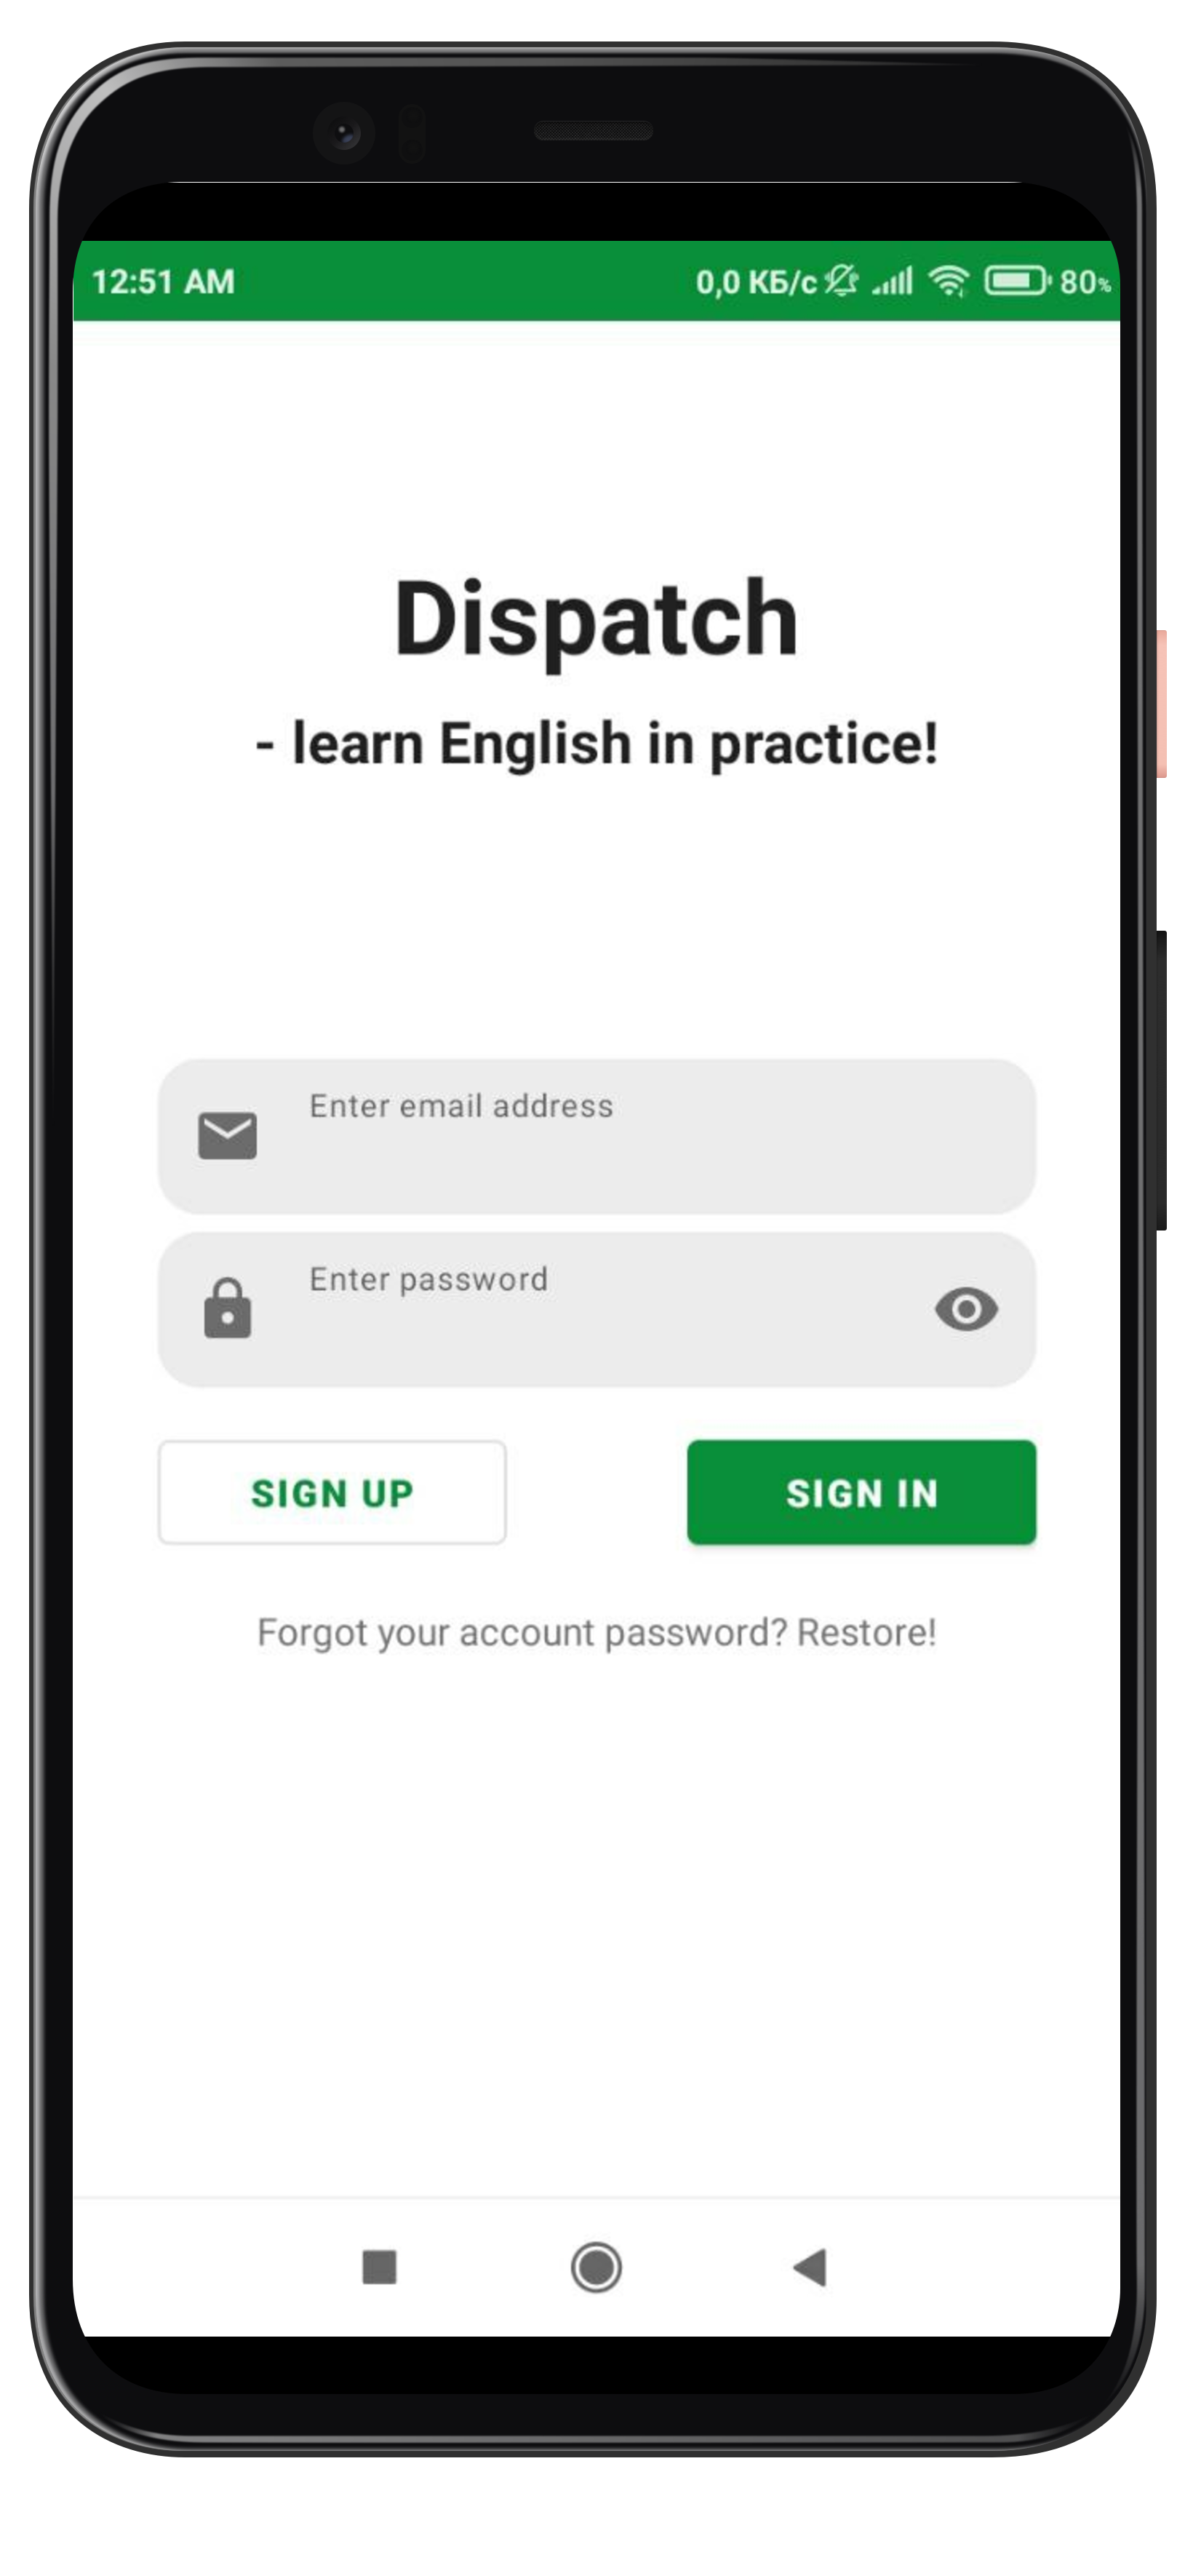 12:51 AM 0,0 КБ/с 80%
Dispatch
- learn English in practice!
Enter email address
Enter password
SIGN UP SIGN IN
Forgot your account password? Restore!